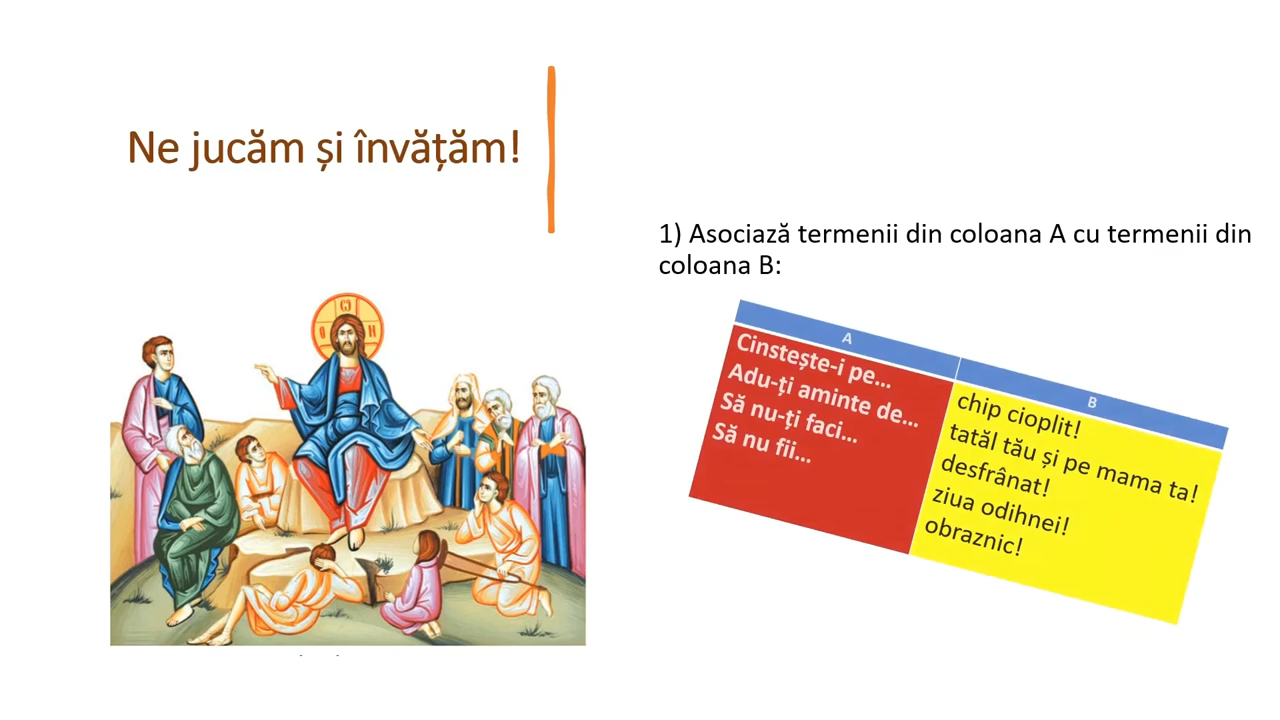 Ne jucăm și învățăm!
1) Asociază termenii din coloana A cu termenii din
coloana B:
A
Cinstește-i pe...
Adu-ți aminte de...
Să nu-ți faci...
Să nu fii...
B
chip cioplit!
tatăl tău și pe mama ta!
desfrânat!
ziua odihnei!
obraznic!